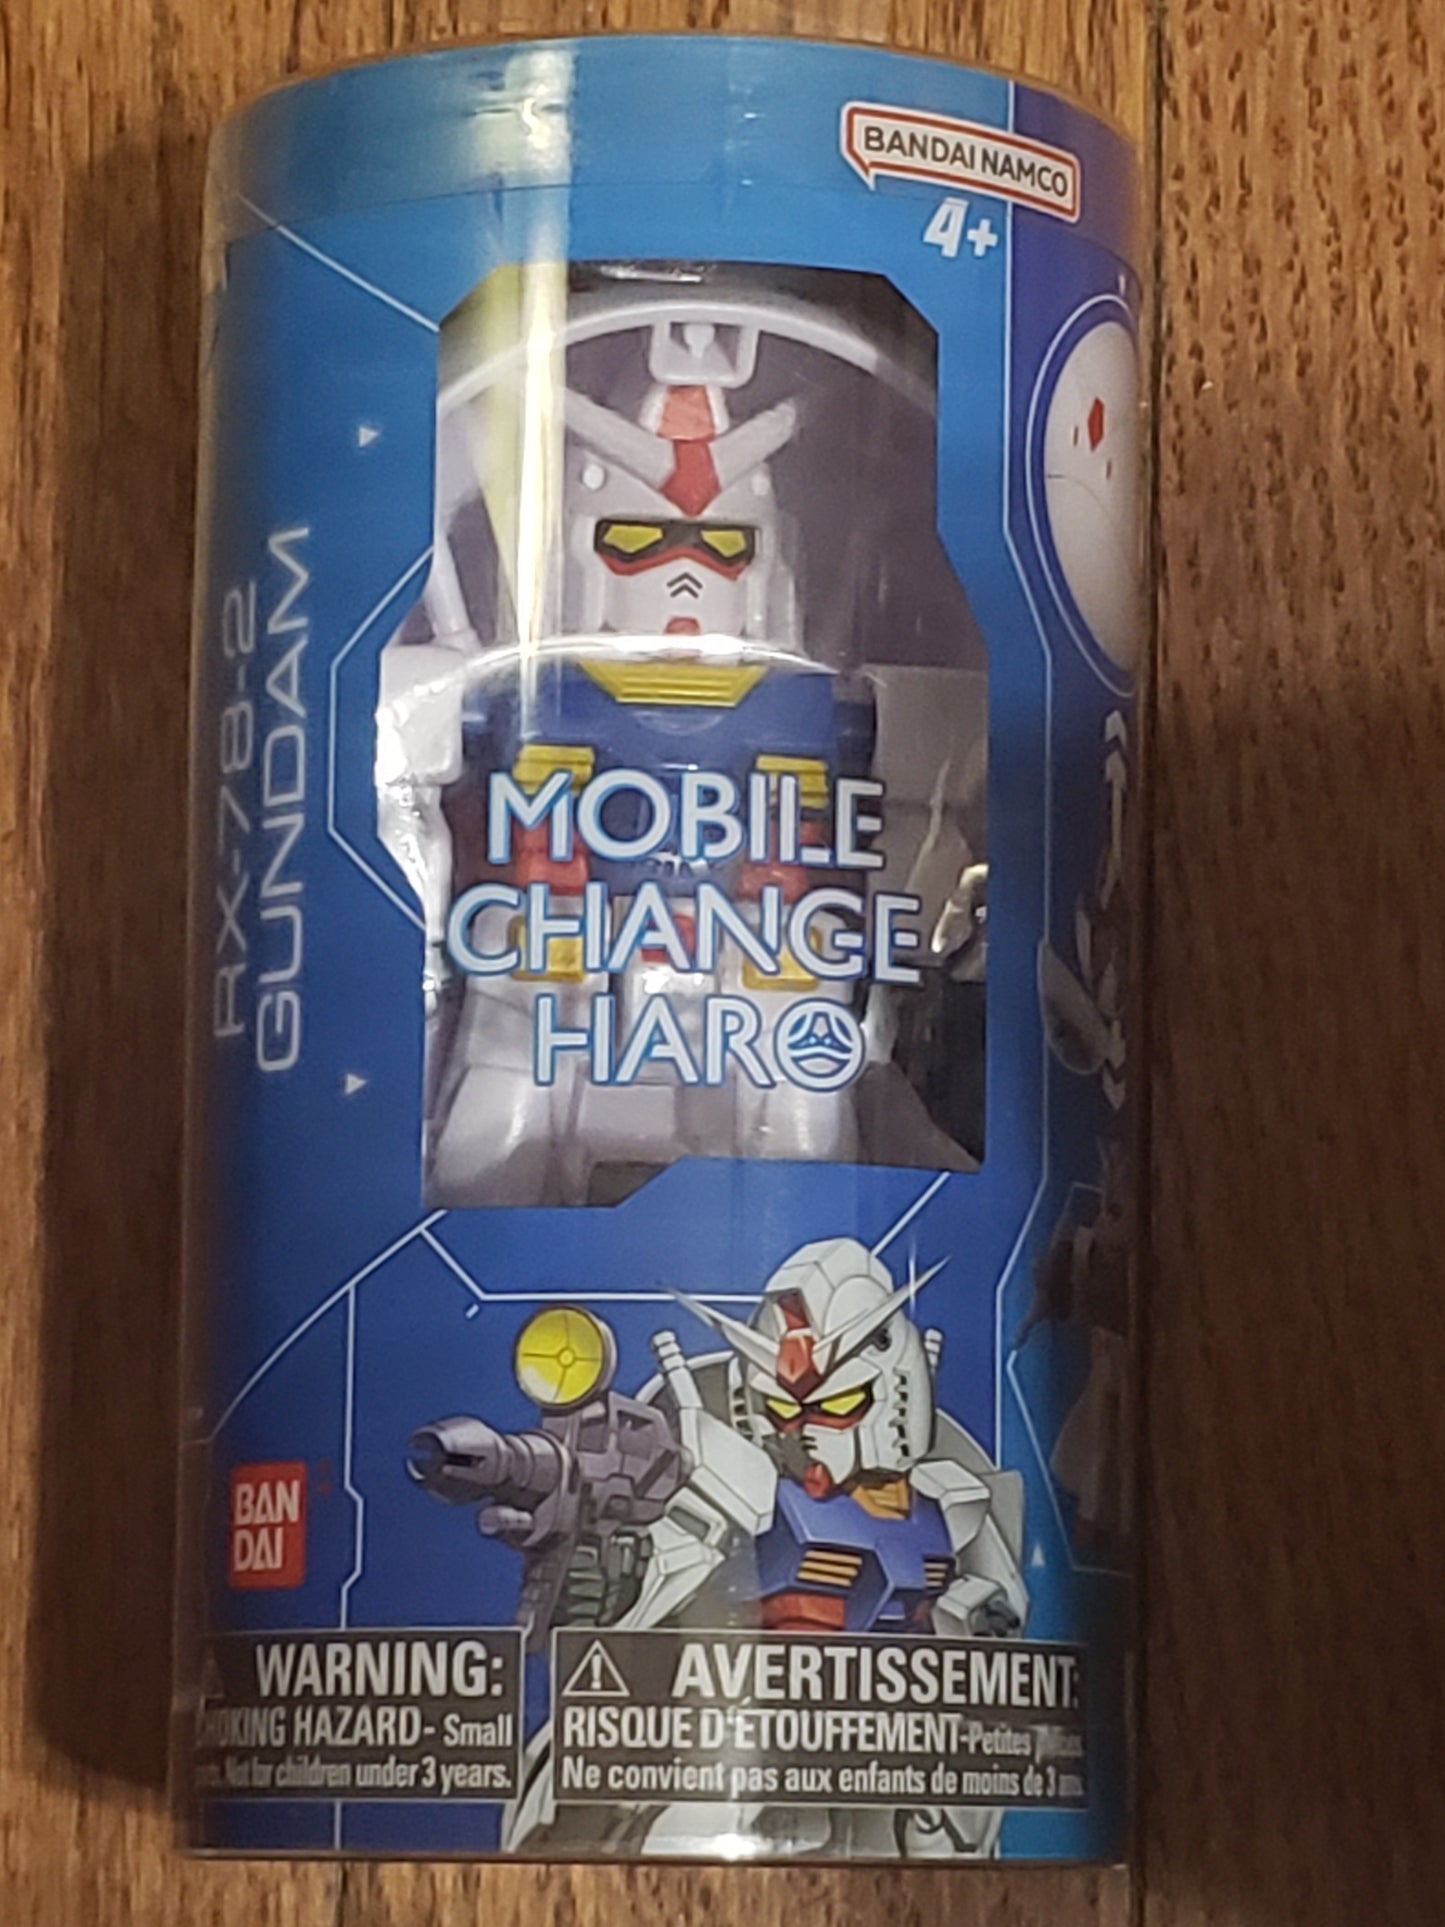 BANDAI NAMCO
4+
RX-78-2
GUNDAM
MOBILE
CHANGE
HARO
BAN
DAI
WARNING:
CHOKING HAZARD- Small
Not for children under 3 years.
AVERTISSEMENT:
RISQUE D'ÉTOUFFEMENT-Petites
Ne convient pas aux enfants de moins de 3 ans.